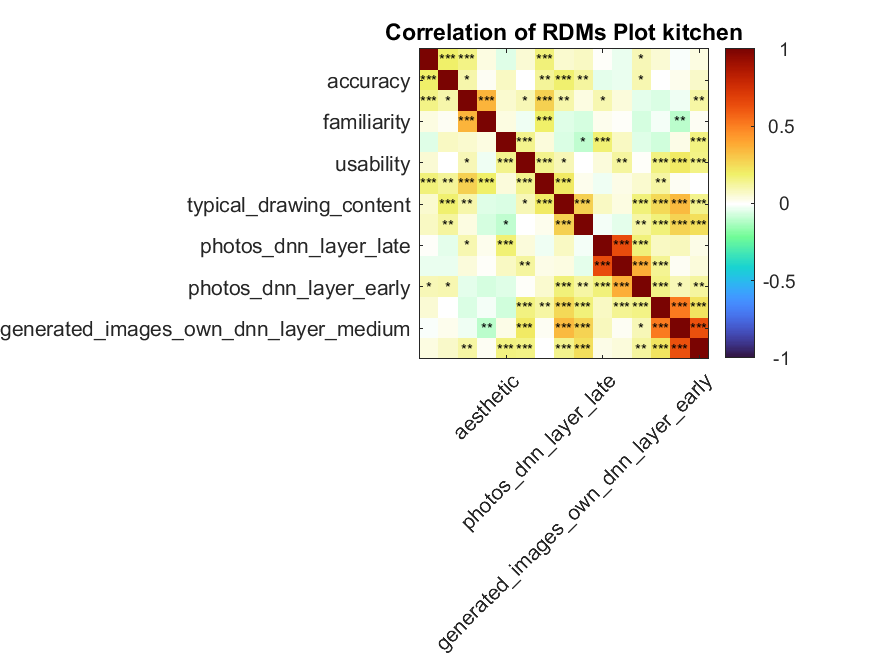 Correlation of RDMs Plot kitchen
accuracy
familiarity
usability
typical_drawing_content
photos_dnn_layer_late
photos_dnn_layer_early
generated_images_own_dnn_layer_medium
aesthetic
photos_dnn_layer_late
generated_images_own_dnn_layer_early
1
0.5
0
-0.5
-1
*** ***
***
*
***
*
** *** **
*
*** *
*** ***
* *** **
*
**
***
***
**
***
* ***
***
*
*** *** *
**
*** *** ***
*** ** *** ***
*** ***
**
*** **
* ***
***
*** *** *** ***
**
*
***
** *** *** ***
*
***
*** ***
**
*** *** ***
* *
*** ** *** ***
*** * **
*** ** *** ***
*** ***
*** ***
**
***
*** ***
*
*** ***
**
*** ***
*** ***
** *** ***